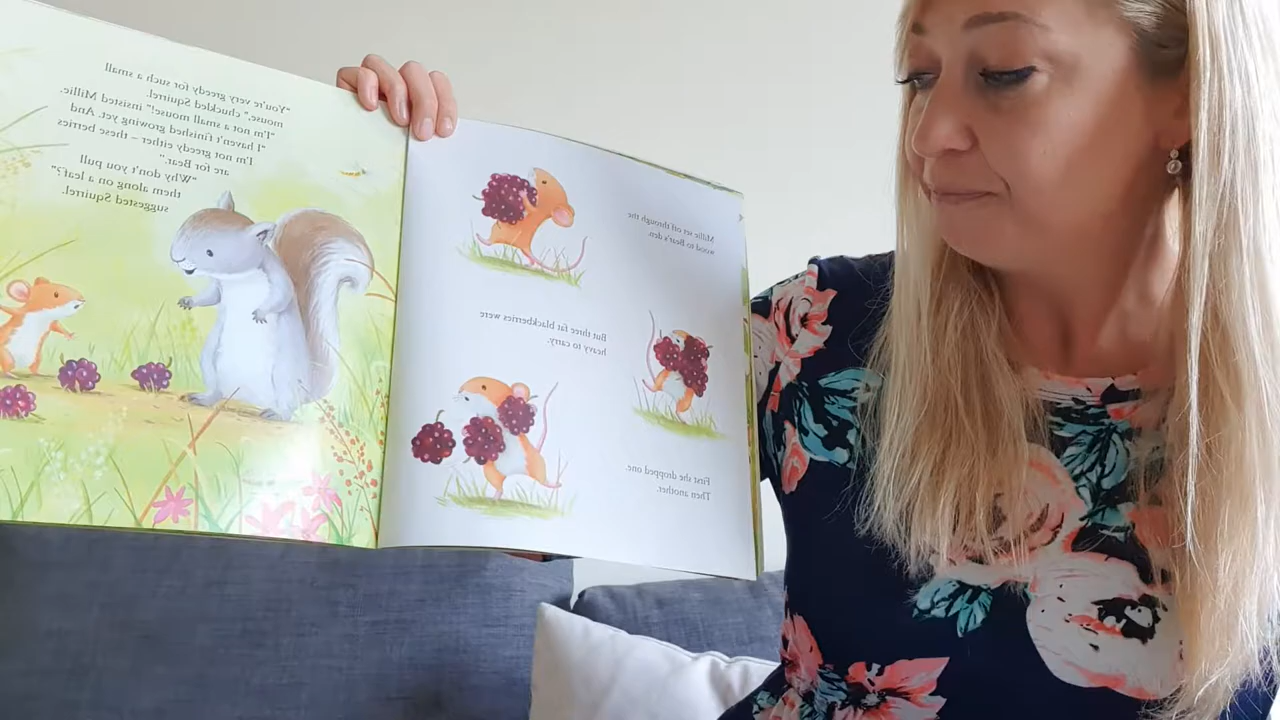 Millie set off through the
wood to Bear's den.
But three fat blackberries were
heavy to carry.
First she dropped one.
Then another.
"You're very greedy for such a small
mouse," chuckled Squirrel.
"I'm not a small mouse!" insisted Millie.
"I haven't finished growing yet. And
I'm not greedy either – these berries
are for Bear."
"Why don't you pull
them along on a leaf?"
suggested Squirrel.